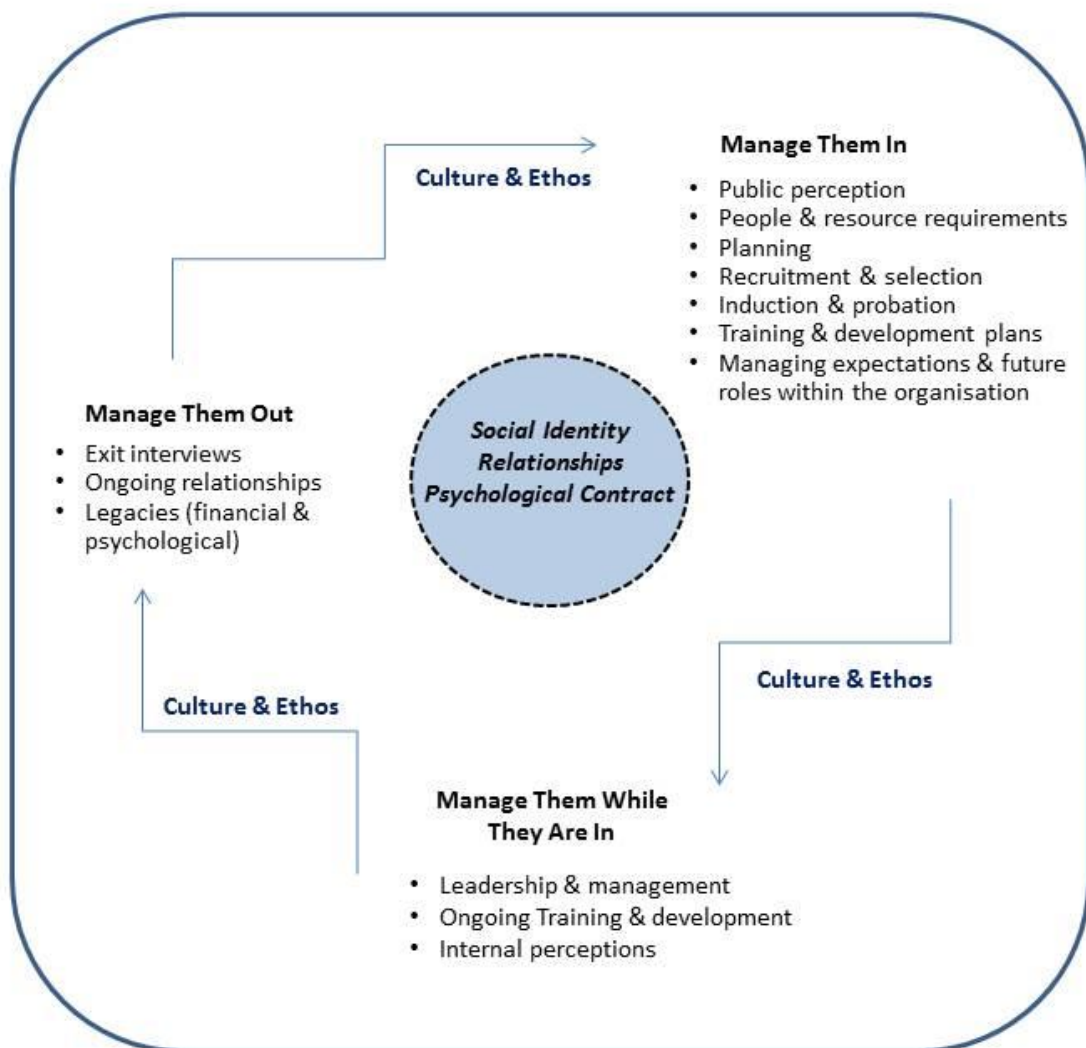 Culture & Ethos
Manage Them In
• Public perception
• People & resource requirements
• Planning
• Recruitment & selection
• Induction & probation
• Training & development plans
• Managing expectations & future
roles within the organisation
Manage Them Out
• Exit interviews
• Ongoing relationships
• Legacies (financial &
psychological)
Social Identity
Relationships
Psychological Contract
Culture & Ethos
Culture & Ethos
Manage Them While
They Are In
• Leadership & management
• Ongoing Training & development
• Internal perceptions